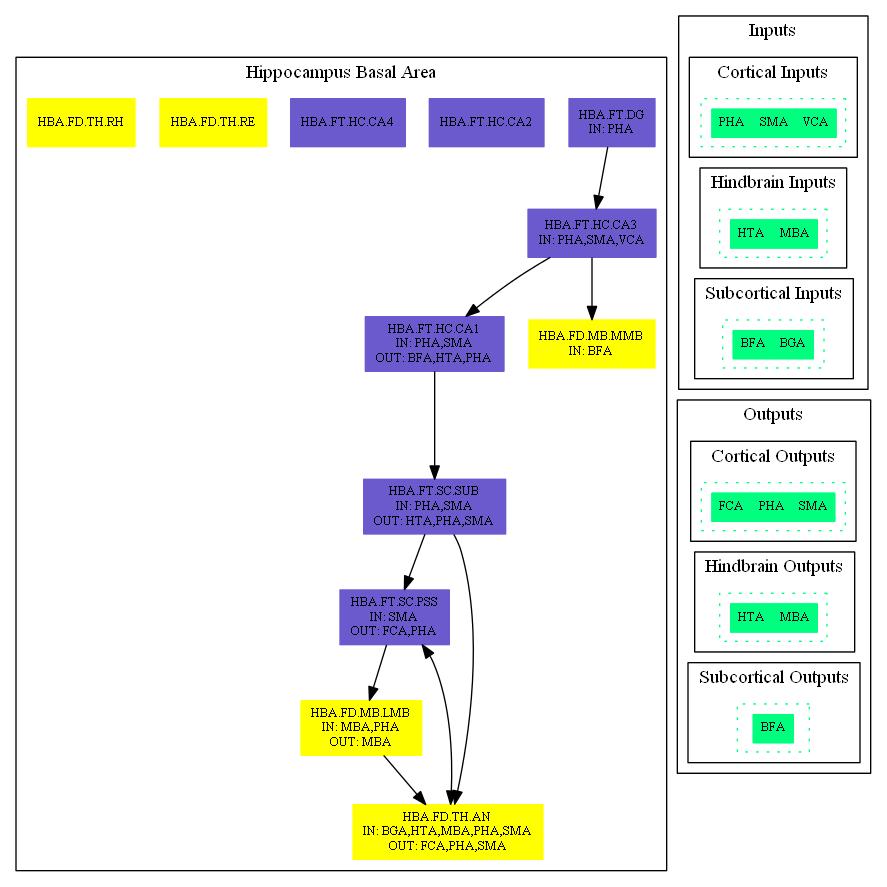 Hippocampus Basal Area
HBA.FD.TH.RH
HBA.FD.TH.RE
HBA.FT.HC.CA4
HBA.FT.HC.CA2
HBA.FT.DG
IN: PHA
HBA.FT.HC.CA3
IN: PHA,SMA,VCA
HBA.FT.HC.CA1
IN: PHA,SMA
OUT: BFA,HTA,PHA
HBA.FD.MB.MMB
IN: BFA
HBA.FT.SC.SUB
IN: PHA,SMA
OUT: HTA,PHA,SMA
HBA.FT.SC.PSS
IN: SMA
OUT: FCA,PHA
HBA.FD.MB.LMB
IN: MBA,PHA
OUT: MBA
HBA.FD.TH.AN
IN: BGA,HTA,MBA,PHA,SMA
OUT: FCA,PHA,SMA
Inputs
Cortical Inputs
PHA SMA VCA
Hindbrain Inputs
HTA MBA
Subcortical Inputs
BFA BGA
Outputs
Cortical Outputs
FCA PHA SMA
Hindbrain Outputs
HTA MBA
Subcortical Outputs
BFA